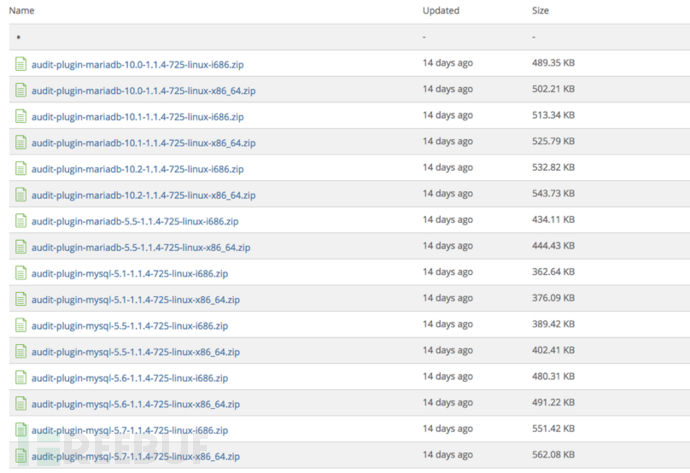 Name Updated Size
- -
audit-plugin-mariadb-10.0-1.1.4-725-linux-i686.zip 14 days ago 489.35 KB
audit-plugin-mariadb-10.0-1.1.4-725-linux-x86_64.zip 14 days ago 502.21 KB
audit-plugin-mariadb-10.1-1.1.4-725-linux-i686.zip 14 days ago 513.34 KB
audit-plugin-mariadb-10.1-1.1.4-725-linux-x86_64.zip 14 days ago 525.79 KB
audit-plugin-mariadb-10.2-1.1.4-725-linux-i686.zip 14 days ago 532.82 KB
audit-plugin-mariadb-10.2-1.1.4-725-linux-x86_64.zip 14 days ago 543.73 KB
audit-plugin-mariadb-5.5-1.1.4-725-linux-i686.zip 14 days ago 434.11 KB
audit-plugin-mariadb-5.5-1.1.4-725-linux-x86_64.zip 14 days ago 444.43 KB
audit-plugin-mysql-5.1-1.1.4-725-linux-i686.zip 14 days ago 362.64 KB
audit-plugin-mysql-5.1-1.1.4-725-linux-x86_64.zip 14 days ago 376.09 KB
audit-plugin-mysql-5.5-1.1.4-725-linux-i686.zip 14 days ago 389.42 KB
audit-plugin-mysql-5.5-1.1.4-725-linux-x86_64.zip 14 days ago 402.41 KB
audit-plugin-mysql-5.6-1.1.4-725-linux-i686.zip 14 days ago 480.31 KB
audit-plugin-mysql-5.6-1.1.4-725-linux-x86_64.zip 14 days ago 491.22 KB
audit-plugin-mysql-5.7-1.1.4-725-linux-i686.zip 14 days ago 551.42 KB
audit-plugin-mysql-5.7-1.1.4-725-linux-x86_64.zip 14 days ago 562.08 KB
REEBUF